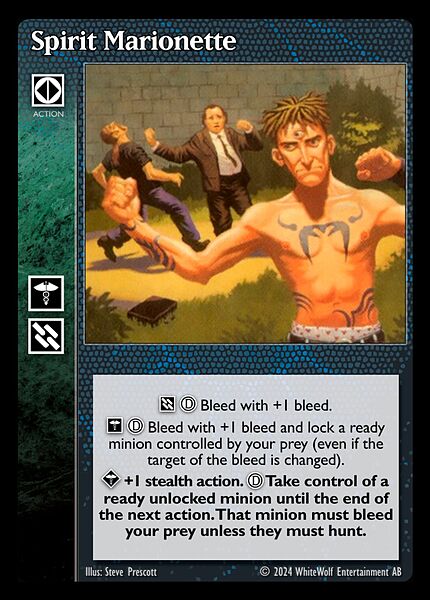 Spirit Marionette
ACTION
Ⓓ Bleed with +1 bleed.
Ⓓ Bleed with +1 bleed and lock a ready
minion controlled by your prey (even if the
target of the bleed is changed).
+1 stealth action. Ⓓ Take control of a
ready unlocked minion until the end of
the next action. That minion must bleed
your prey unless they must hunt.
Illus: Steve Prescott
© 2024 WhiteWolf Entertainment AB